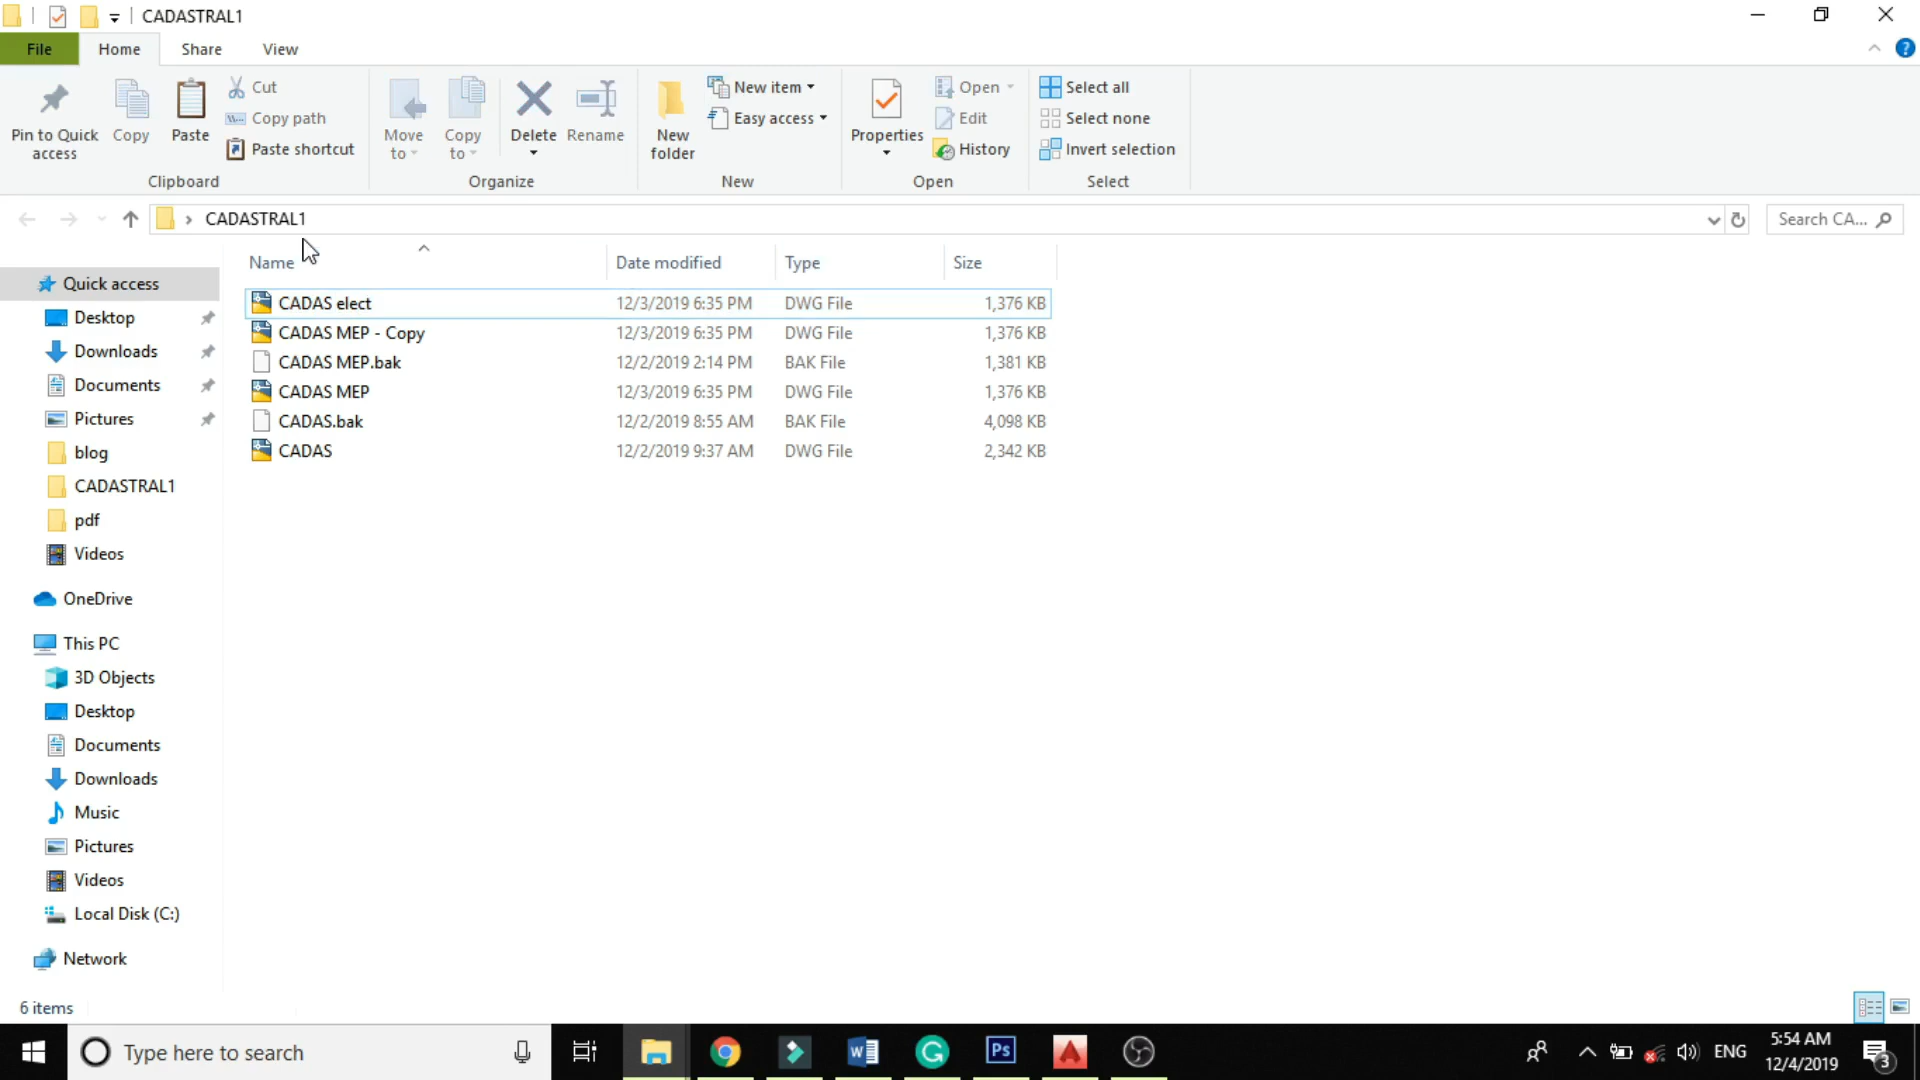 CADASTRAL1
File Home Share View
Pin to Quick access
Copy
Paste
Cut
Copy path
Paste shortcut
Clipboard
Move to
Copy to
Delete
Rename
Organize
New folder
New item
Easy access
New
Properties
Open
Edit
History
Open
Select all
Select none
Invert selection
Select
CADASTRAL1
Search CA...
Name Date modified Type Size
CADAS elect 12/3/2019 6:35 PM DWG File 1,376 KB
CADAS MEP - Copy 12/3/2019 6:35 PM DWG File 1,376 KB
CADAS MEP.bak 12/2/2019 2:14 PM BAK File 1,381 KB
CADAS MEP 12/3/2019 6:35 PM DWG File 1,376 KB
CADAS.bak 12/2/2019 8:55 AM BAK File 4,098 KB
CADAS 12/2/2019 9:37 AM DWG File 2,342 KB
Quick access
Desktop
Downloads
Documents
Pictures
blog
CADASTRAL1
pdf
Videos
OneDrive
This PC
3D Objects
Desktop
Documents
Downloads
Music
Pictures
Videos
Local Disk (C:)
Network
6 items
Type here to search
Ps
ENG
5:54 AM
12/4/2019
3